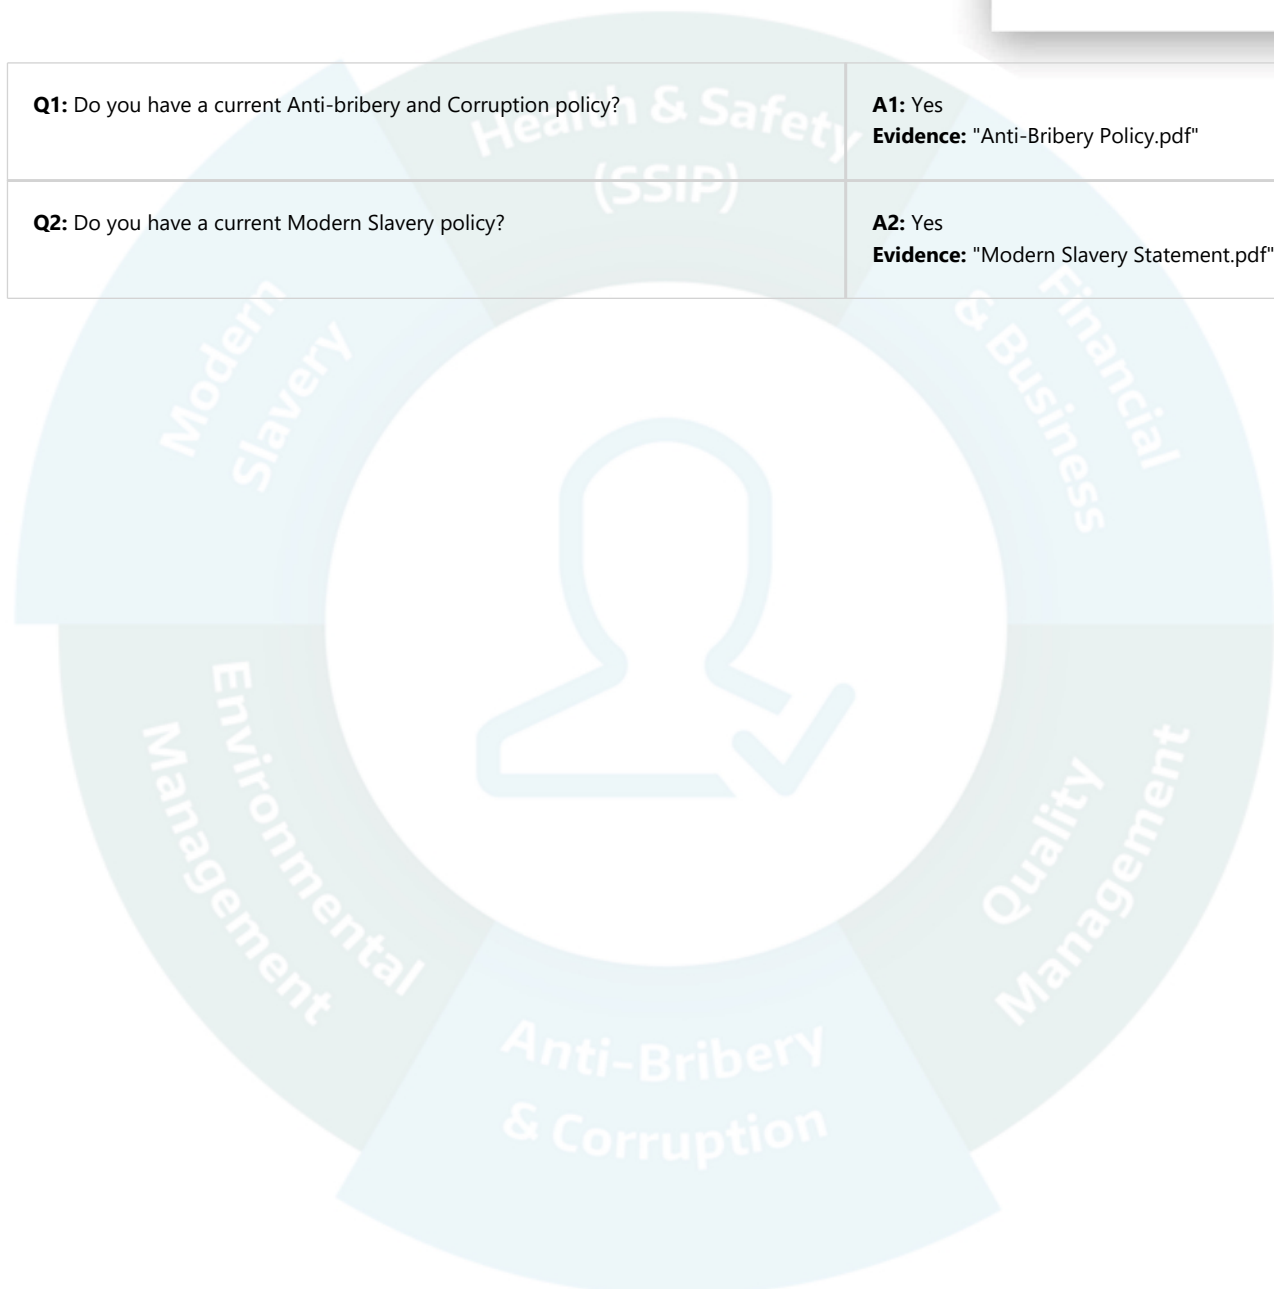 Q1: Do you have a current Anti-bribery and Corruption policy?
A1: Yes
Evidence: "Anti-Bribery Policy.pdf"
Q2: Do you have a current Modern Slavery policy?
A2: Yes
Evidence: "Modern Slavery Statement.pdf"
Health & Safety
(SSIP)
Financial
& Business
Quality
Management
Anti-Bribery
& Corruption
Environmental
Management
Modern
Slavery